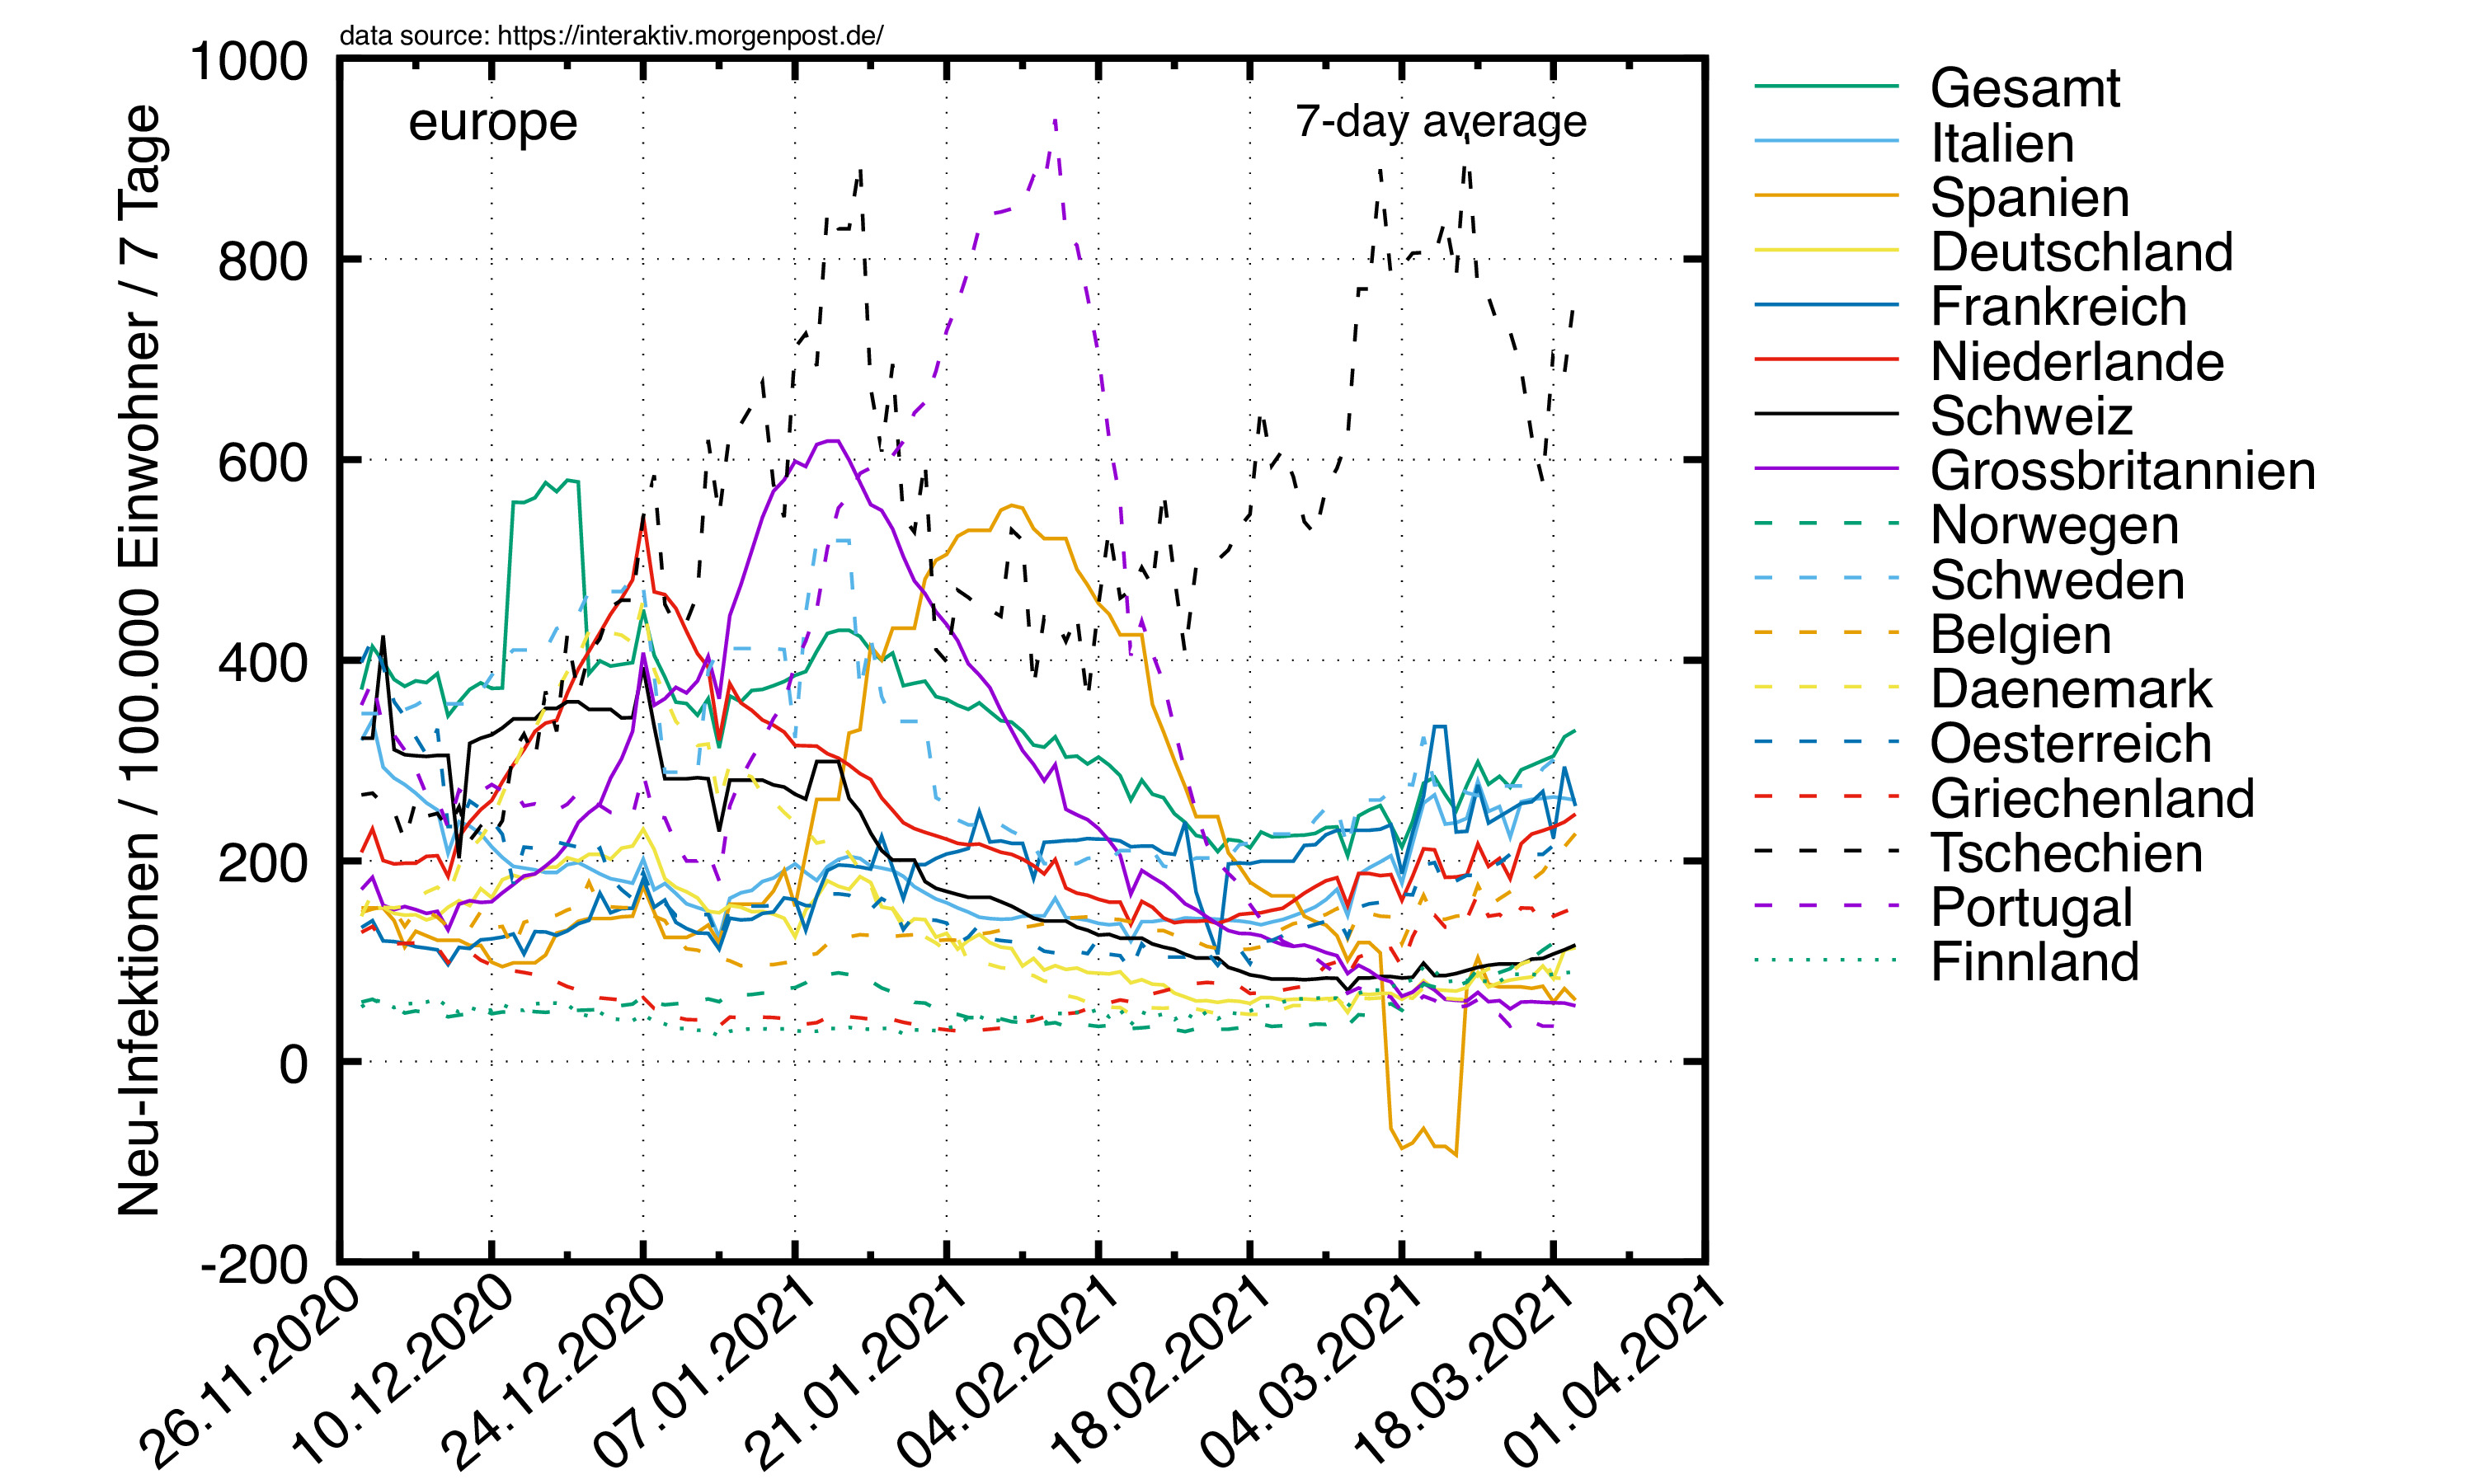 data source: https://interaktiv.morgenpost.de/
europe
7-day average
Neu-Infektionen / 100.000 Einwohner / 7 Tage
1000
800
600
400
200
0
-200
26.11.2020
10.12.2020
24.12.2020
07.01.2021
21.01.2021
04.02.2021
18.02.2021
04.03.2021
18.03.2021
01.04.2021
Gesamt
Italien
Spanien
Deutschland
Frankreich
Niederlande
Schweiz
Grossbritannien
Norwegen
Schweden
Belgien
Daenemark
Oesterreich
Griechenland
Tschechien
Portugal
Finnland